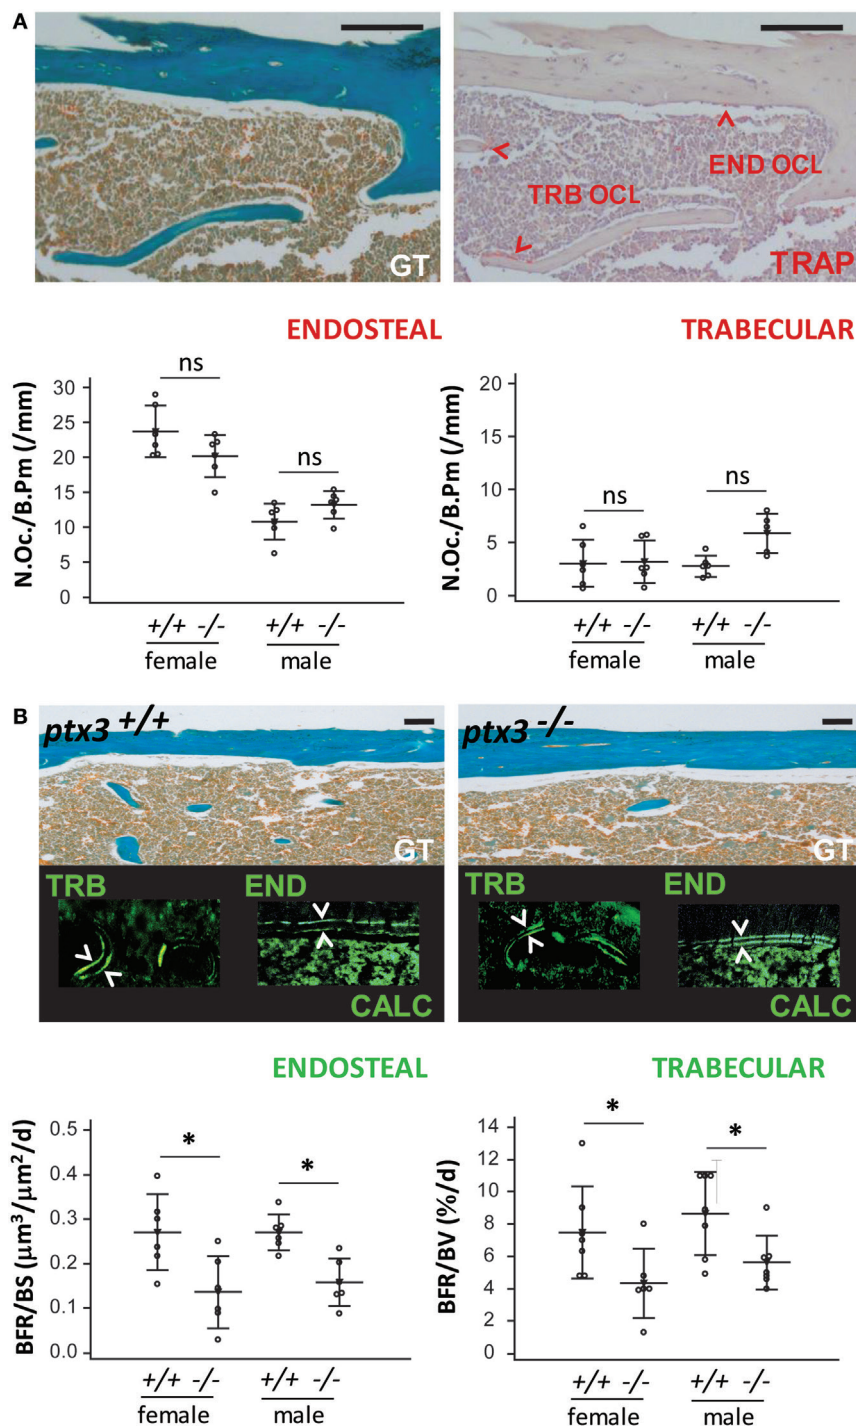 A
GT
END OCL
TRB OCL
TRAP
ENDOSTEAL
TRABECULAR
N.Oc./B.Pm (/mm)
30
25
20
15
10
5
0
ns
ns
+/+ -/- +/+ -/-
female male
N.Oc./B.Pm (/mm)
20
15
10
5
0
ns
ns
+/+ -/- +/+ -/-
female male
B
ptx3 +/+
GT
ptx3 -/-
GT
TRB END
CALC
TRB END
CALC
ENDOSTEAL
TRABECULAR
BFR/BS (µm³/µm²/d)
0.5
0.4
0.3
0.2
0.1
0.0
*
*
+/+ -/- +/+ -/-
female male
BFR/BV (%/d)
14
12
10
8
6
4
2
0
*
*
+/+ -/- +/+ -/-
female male